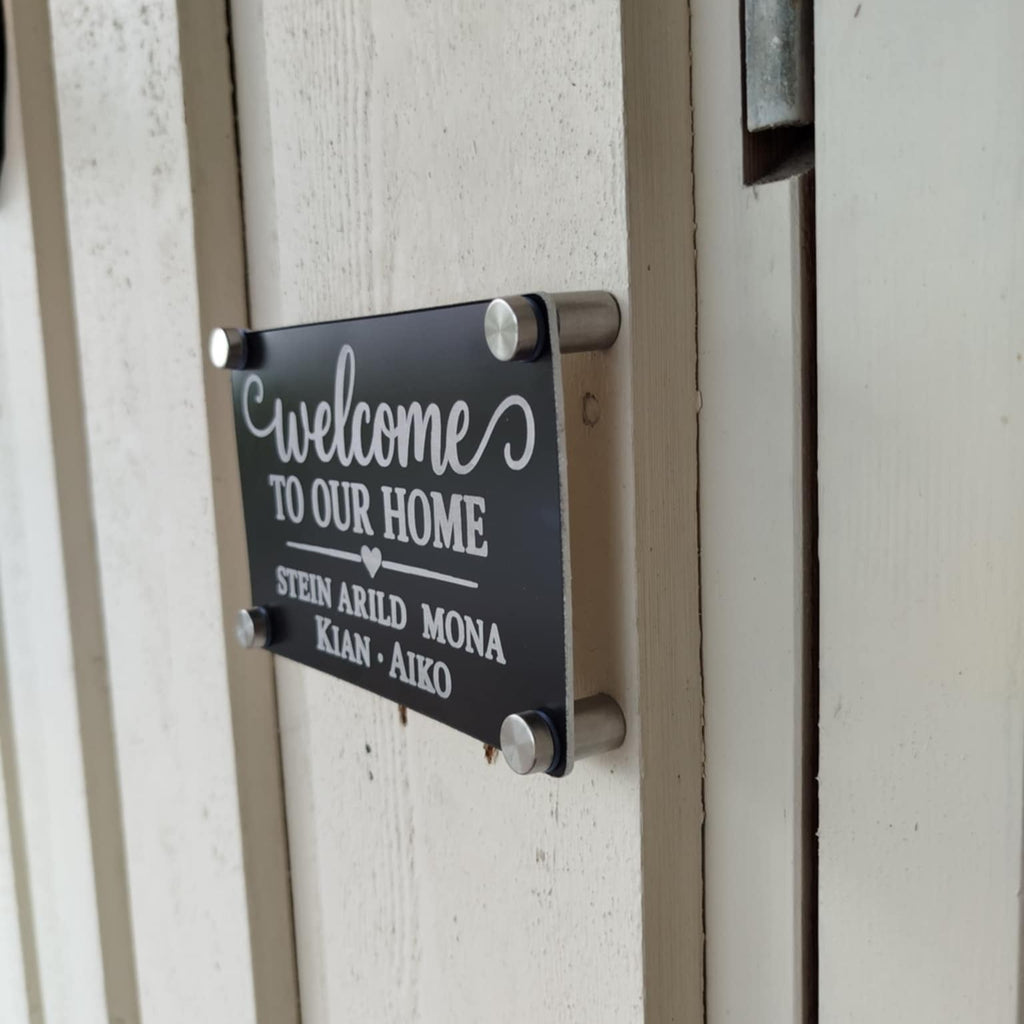 welcome
TO OUR HOME
STEIN ARILD MONA
KIAN · AIKO